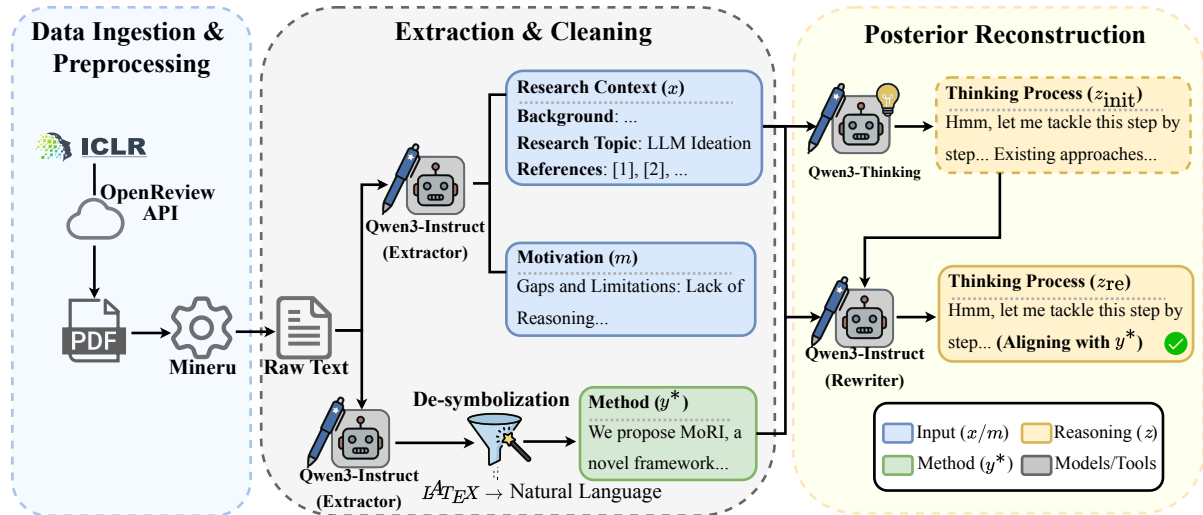 Data Ingestion &
Preprocessing
ICLR
OpenReview
API
PDF
Mineru
Extraction & Cleaning
Raw Text
Qwen3-Instruct
(Extractor)
Research Context (x)
Background: ...
Research Topic: LLM Ideation
References: [1], [2], ...
Motivation (m)
Gaps and Limitations: Lack of
Reasoning...
Qwen3-Instruct
(Extractor)
De-symbolization
LATEX → Natural Language
Method (y*)
We propose MoRI, a
novel framework...
Posterior Reconstruction
Qwen3-Thinking
Thinking Process (zinit)
Hmm, let me tackle this step by
step... Existing approaches...
Qwen3-Instruct
(Rewriter)
Thinking Process (zre)
Hmm, let me tackle this step by
step... (Aligning with y*)
Input (x/m)
Reasoning (z)
Method (y*)
Models/Tools